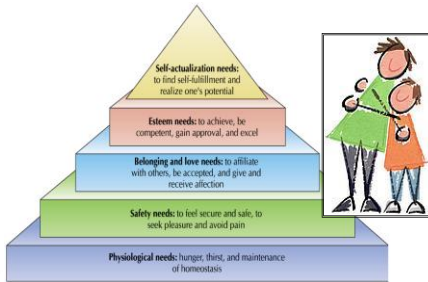 Self-actualization needs:
to find self-fulfillment and
realize one's potential
Esteem needs: to achieve, be
competent, gain approval, and excel
Belonging and love needs: to affiliate
with others, be accepted, and give and
receive affection
Safety needs: to feel secure and safe, to
seek pleasure and avoid pain
Physiological needs: hunger, thirst, and maintenance
of homeostasis